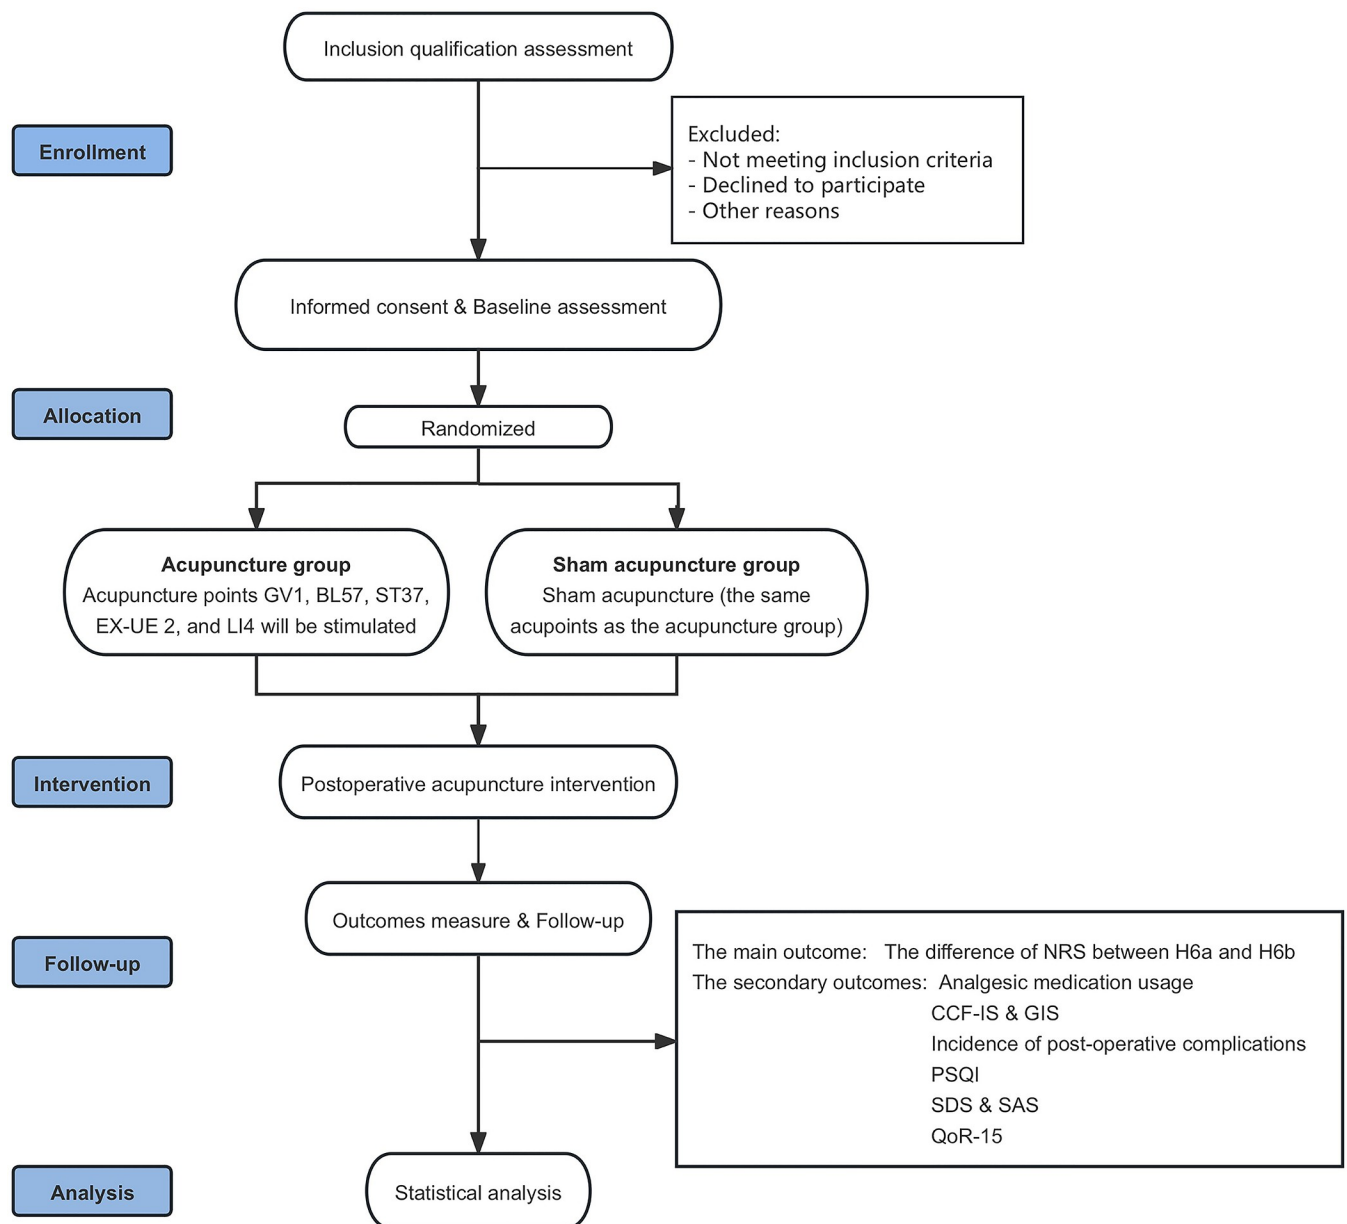 Inclusion qualification assessment
Enrollment
Excluded:
- Not meeting inclusion criteria
- Declined to participate
- Other reasons
Informed consent & Baseline assessment
Allocation
Randomized
Acupuncture group
Acupuncture points GV1, BL57, ST37,
EX-UE 2, and LI4 will be stimulated
Sham acupuncture group
Sham acupuncture (the same
acupoints as the acupuncture group)
Intervention
Postoperative acupuncture intervention
Outcomes measure & Follow-up
Follow-up
The main outcome: The difference of NRS between H6a and H6b
The secondary outcomes: Analgesic medication usage
CCF-IS & GIS
Incidence of post-operative complications
PSQI
SDS & SAS
QoR-15
Analysis
Statistical analysis